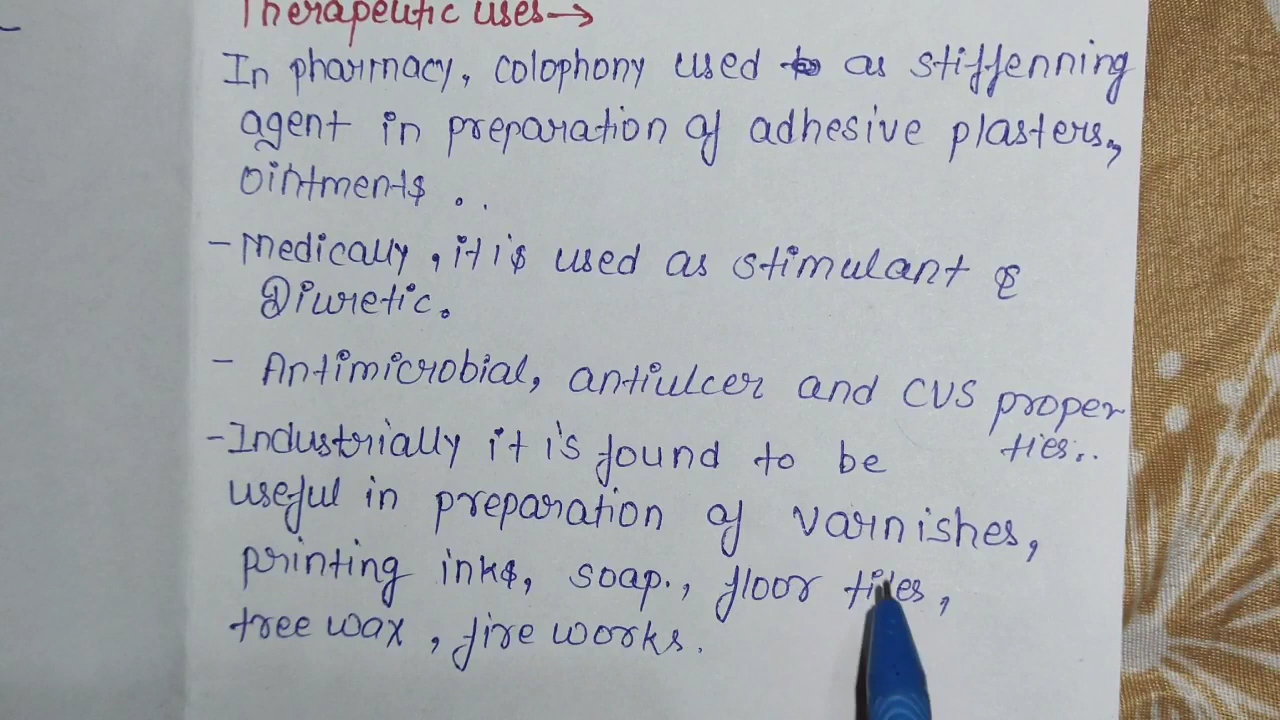 Therapeutic uses→
In pharmacy, colophony used to as stiffenning
agent in preparation of adhesive plasters,
ointments ..
- Medically, it is used as stimulant &
Diuretic.
- Antimicrobial, antiulcer and CVS proper
ties..
- Industrially it is found to be
useful in preparation of varnishes,
printing inks, soap., floor tiles,
tree wax, fire works.